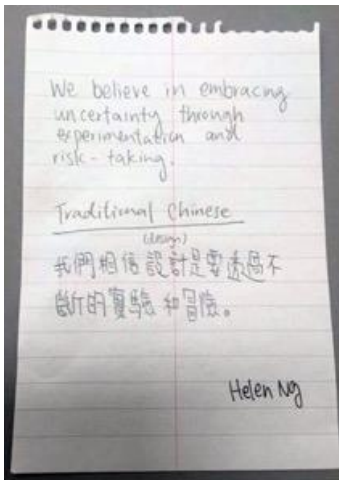 We believe in embracing
uncertainty through
experimentation and
risk-taking.
Traditional Chinese
(design)
我們相信設計是要透過不
斷的實驗和冒險。
Helen Ng